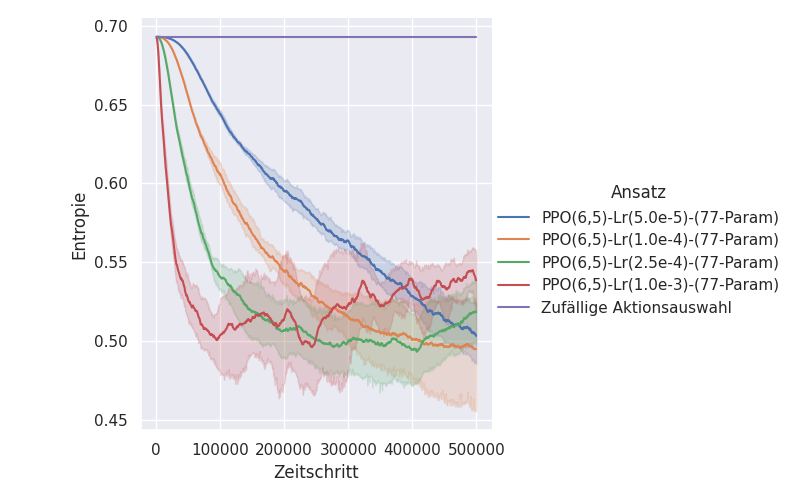 0.70
0.65
0.60
0.55
0.50
0.45
Entropie
0 100000 200000 300000 400000 500000
Zeitschritt
Ansatz
PPO(6,5)-Lr(5.0e-5)-(77-Param)
PPO(6,5)-Lr(1.0e-4)-(77-Param)
PPO(6,5)-Lr(2.5e-4)-(77-Param)
PPO(6,5)-Lr(1.0e-3)-(77-Param)
Zufällige Aktionsauswahl